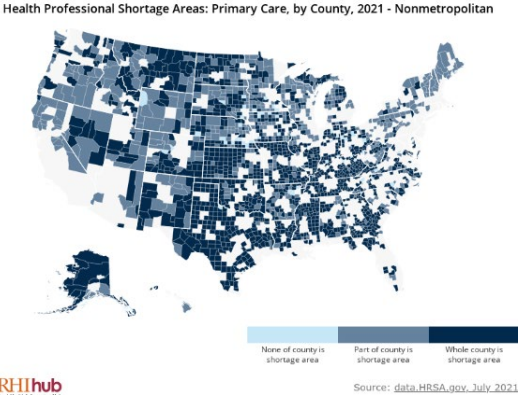 Health Professional Shortage Areas: Primary Care, by County, 2021 - Nonmetropolitan
None of county is
shortage area
Part of county is
shortage area
Whole county is
shortage area
RHIhub
Source: data.HRSA.gov, July 2021